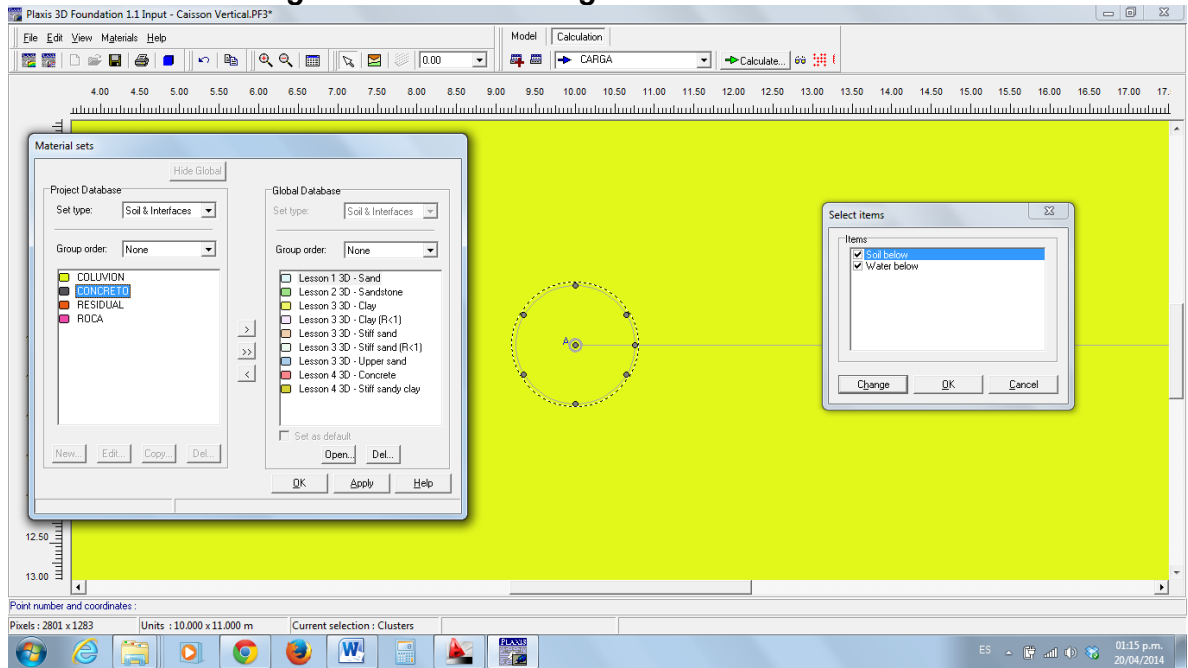 Plaxis 3D Foundation 1.1 Input - Caisson Vertical.PF3*
File Edit View Materials Help
Model Calculation
0.00
CARGA
Calculate...
4.00 4.50 5.00 5.50 6.00 6.50 7.00 7.50 8.00 8.50 9.00 9.50 10.00 10.50 11.00 11.50 12.00 12.50 13.00 13.50 14.00 14.50 15.00 15.50 16.00 16.50 17.00 17.
Material sets
Hide Global
Project Database
Set type: Soil & Interfaces
Group order: None
COLUVION
CONCRETO
RESIDUAL
ROCA
New... Edit... Copy... Del...
>
>>
<
Global Database
Set type: Soil & Interfaces
Group order: None
Lesson 1 3D - Sand
Lesson 2 3D - Sandstone
Lesson 3 3D - Clay
Lesson 3 3D - Clay (R<1)
Lesson 3 3D - Stiff sand
Lesson 3 3D - Stiff sand (R<1)
Lesson 3 3D - Upper sand
Lesson 4 3D - Concrete
Lesson 4 3D - Stiff sandy clay
Set as default
Open... Del...
OK Apply Help
A
Select items
Items
Soil below
Water below
Change OK Cancel
12.50
13.00
Point number and coordinates :
Pixels : 2801 x 1283 Units : 10.000 x 11.000 m Current selection : Clusters
PLAXIS
ES 01:15 p.m.
20/04/2014